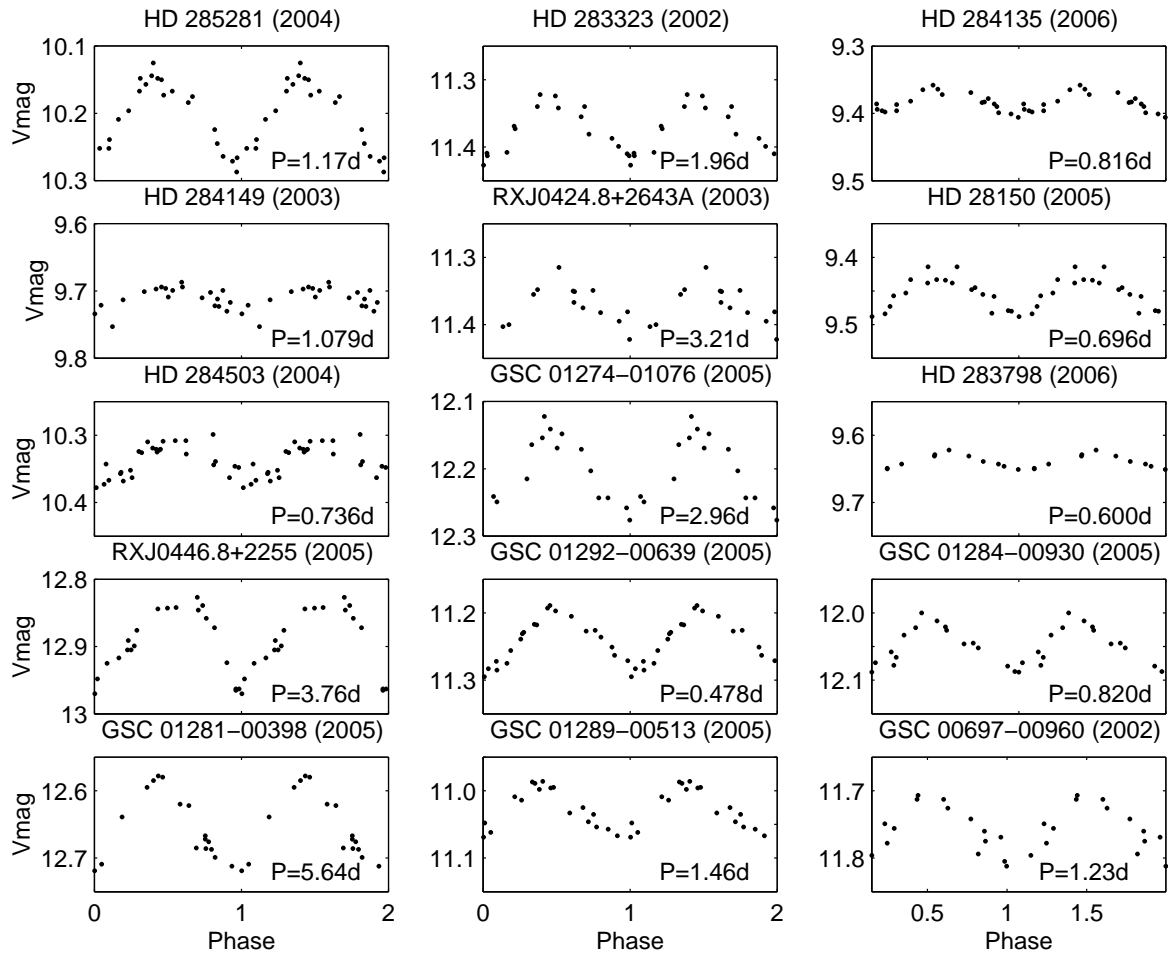 HD 285281 (2004)
HD 283323 (2002)
HD 284135 (2006)
Vmag
10.1
10.2
10.3
P=1.17d
11.3
11.4
P=1.96d
9.3
9.4
9.5
P=0.816d
HD 284149 (2003)
RXJ0424.8+2643A (2003)
HD 28150 (2005)
Vmag
9.6
9.7
9.8
P=1.079d
11.3
11.4
P=3.21d
9.4
9.5
P=0.696d
HD 284503 (2004)
GSC 01274−01076 (2005)
HD 283798 (2006)
Vmag
10.3
10.4
P=0.736d
12.1
12.2
12.3
P=2.96d
9.6
9.7
P=0.600d
RXJ0446.8+2255 (2005)
GSC 01292−00639 (2005)
GSC 01284−00930 (2005)
Vmag
12.8
12.9
13
P=3.76d
11.2
11.3
P=0.478d
12.0
12.1
P=0.820d
GSC 01281−00398 (2005)
GSC 01289−00513 (2005)
GSC 00697−00960 (2002)
Vmag
12.6
12.7
P=5.64d
11.0
11.1
P=1.46d
11.7
11.8
P=1.23d
0 1 2
0 1 2
0.5 1 1.5
Phase
Phase
Phase